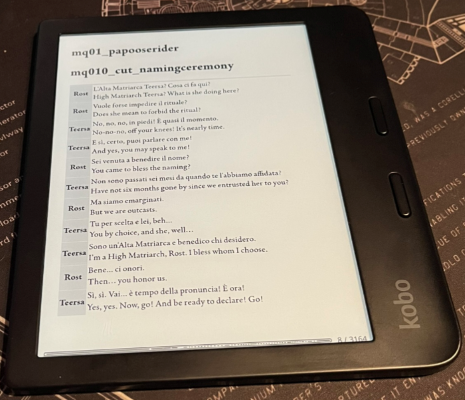 mq01_papooserider
mq010_cut_namingceremony
Rost L'Alta Matriarca Teersa? Cosa ci fa qui?
High Matriarch Teersa? What is she doing here?
Teersa Vuole forse impedire il rituale?
Does she mean to forbid the ritual?
Teersa No, no, no, in piedi! È quasi il momento.
No-no-no, off your knees! It's nearly time.
Teersa E sì, certo, puoi parlare con me!
And yes, you may speak to me!
Rost Sei venuta a benedire il nome?
You came to bless the naming?
Teersa Non sono passati sei mesi da quando te l'abbiamo affidata?
Have not six months gone by since we entrusted her to you?
Rost Ma siamo emarginati.
But we are outcasts.
Teersa Tu per scelta e lei, beh...
You by choice, and she, well...
Teersa Sono un'Alta Matriarca e benedico chi desidero.
I'm a High Matriarch, Rost. I bless whom I choose.
Rost Bene... ci onori.
Then... you honor us.
Teersa Sì, sì. Vai... è tempo della pronuncia! È ora!
Yes, yes. Now, go! And be ready to declare! Go!
8 / 3164
kobo